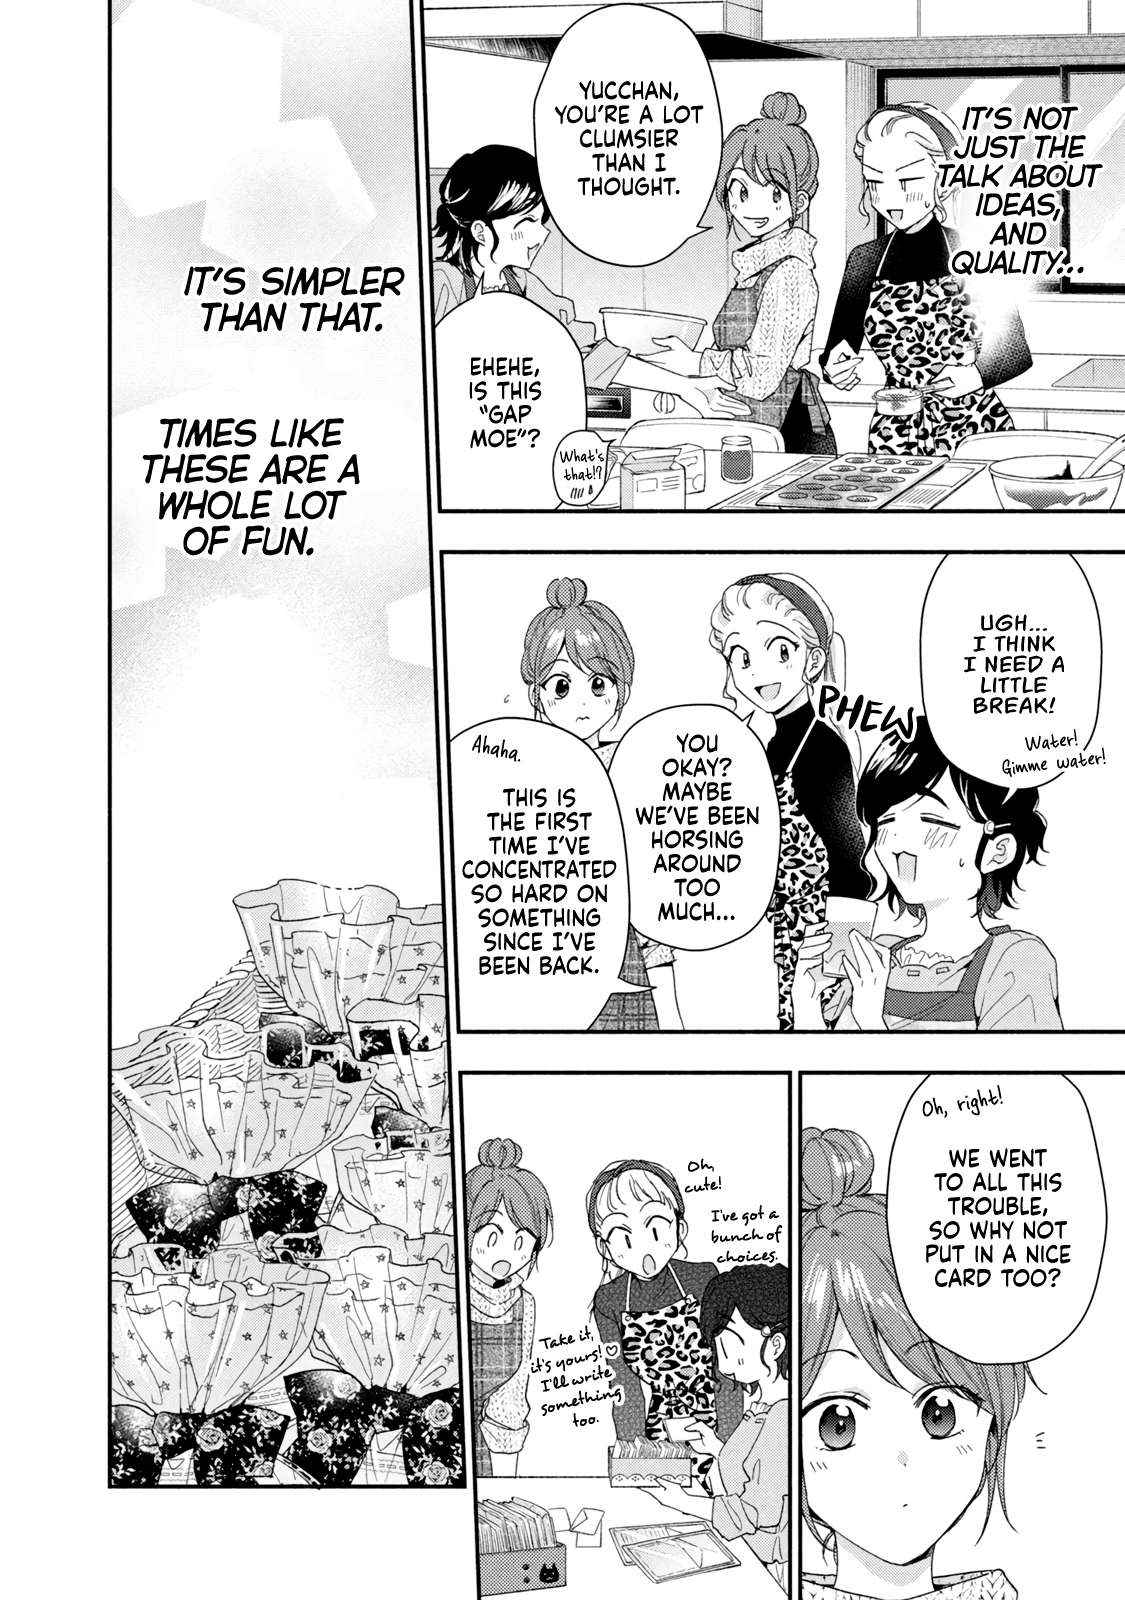 IT'S NOT
JUST THE
TALK ABOUT
IDEAS,
AND
QUALITY...
YUCCHAN,
YOU'RE A LOT
CLUMSIER
THAN I
THOUGHT.
EHEHE,
IS THIS
"GAP
MOE"?
What's
that!?
UGH...
I THINK
I NEED A
LITTLE
BREAK!
Water!
Gimme water!
PHEW
YOU
OKAY?
MAYBE
WE'VE BEEN
HORSING
AROUND
TOO
MUCH...
Ahaha.
THIS IS
THE FIRST
TIME I'VE
CONCENTRATED
SO HARD ON
SOMETHING
SINCE I'VE
BEEN BACK.
Oh, right!
WE WENT
TO ALL THIS
TROUBLE,
SO WHY NOT
PUT IN A NICE
CARD TOO?
Oh,
cute!
I've got a
bunch of
choices.
Take it,
it's yours!♡
I'll write
something
too.
IT'S SIMPLER
THAN THAT.
TIMES LIKE
THESE ARE A
WHOLE LOT
OF FUN.